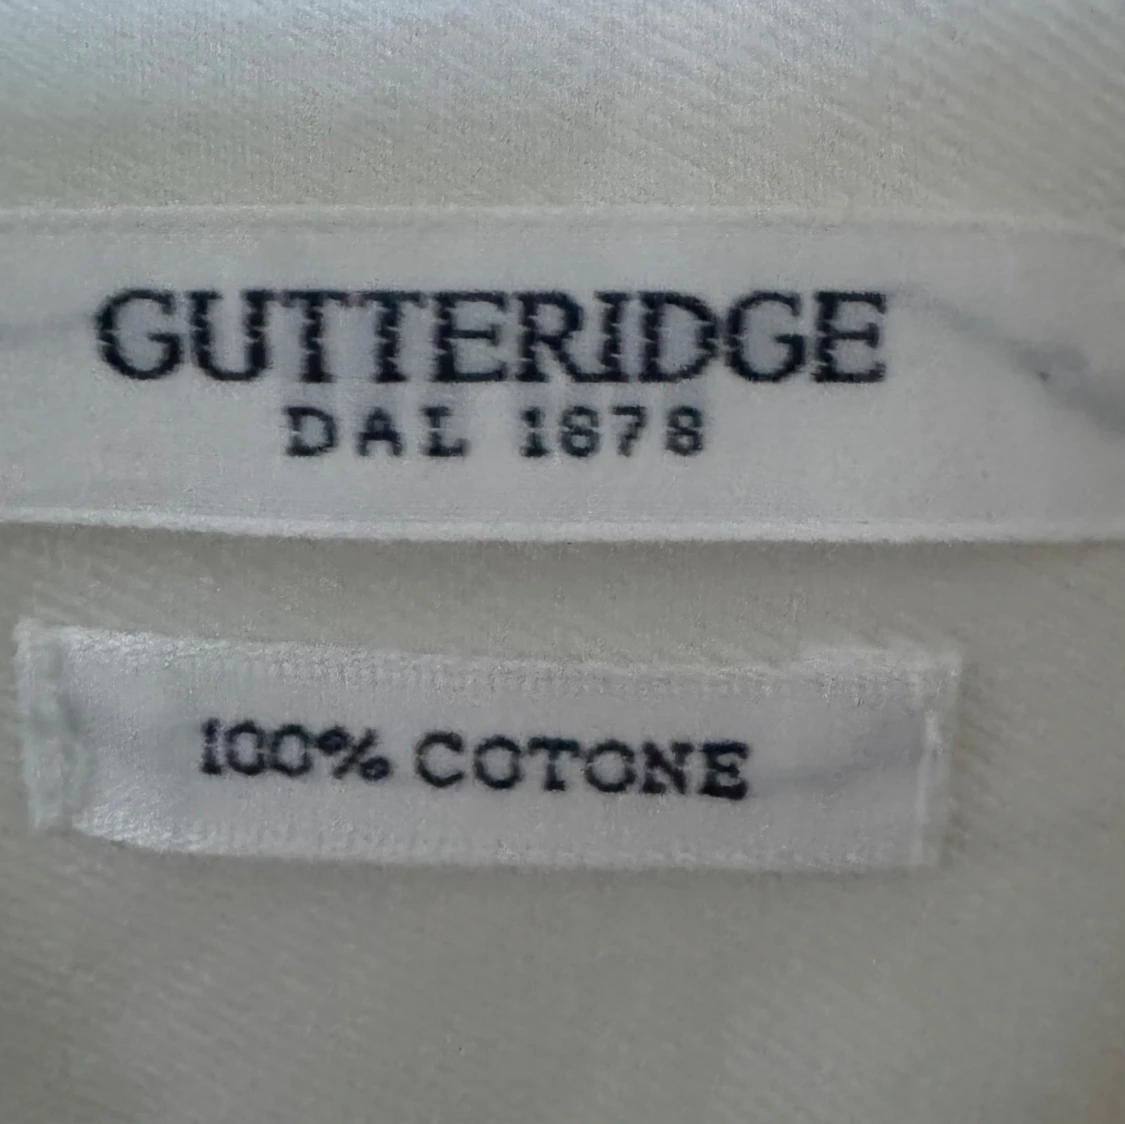 GUTTERIDGE
DAL 1878
100% COTONE